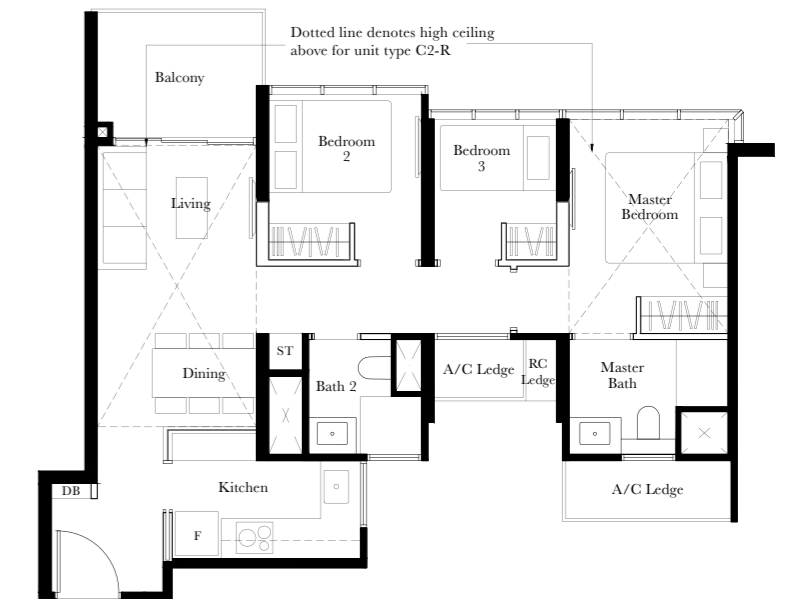 Dotted line denotes high ceiling
above for unit type C2-R
Balcony
Bedroom
2
Bedroom
3
Living
Master
Bedroom
ST
A/C Ledge
RC
Ledge
Dining
Bath 2
Master
Bath
Kitchen
DB
A/C Ledge
F